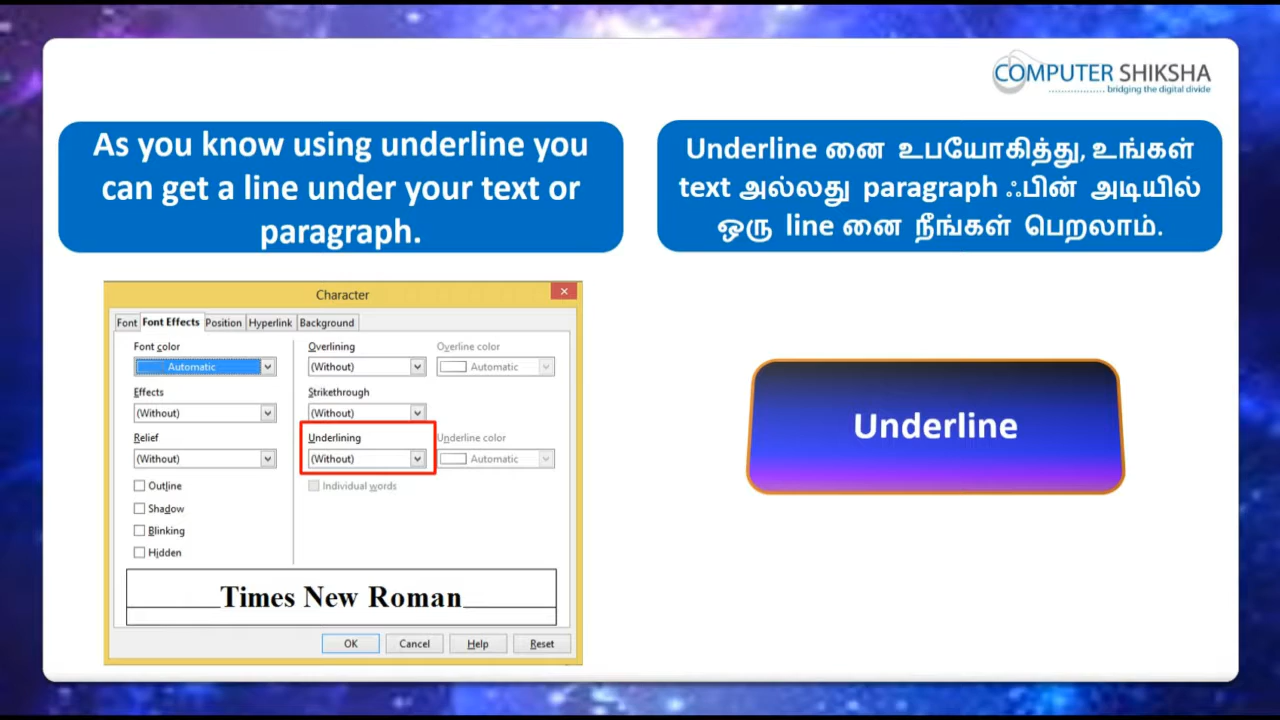 COMPUTER SHIKSHA
bridging the digital divide
As you know using underline you
can get a line under your text or
paragraph.
Underline னை உபயோகித்து, உங்கள்
text அல்லது paragraph ஃபின் அடியில்
ஒரு line னை நீங்கள் பெறலாம்.
Character
Font Font Effects Position Hyperlink Background
Font color Overlining Overline color
Automatic (Without) Automatic
Effects Strikethrough
(Without) (Without)
Relief Underlining Underline color
(Without) (Without) Automatic
Outline Individual words
Shadow
Blinking
Hidden
Times New Roman
OK Cancel Help Reset
Underline